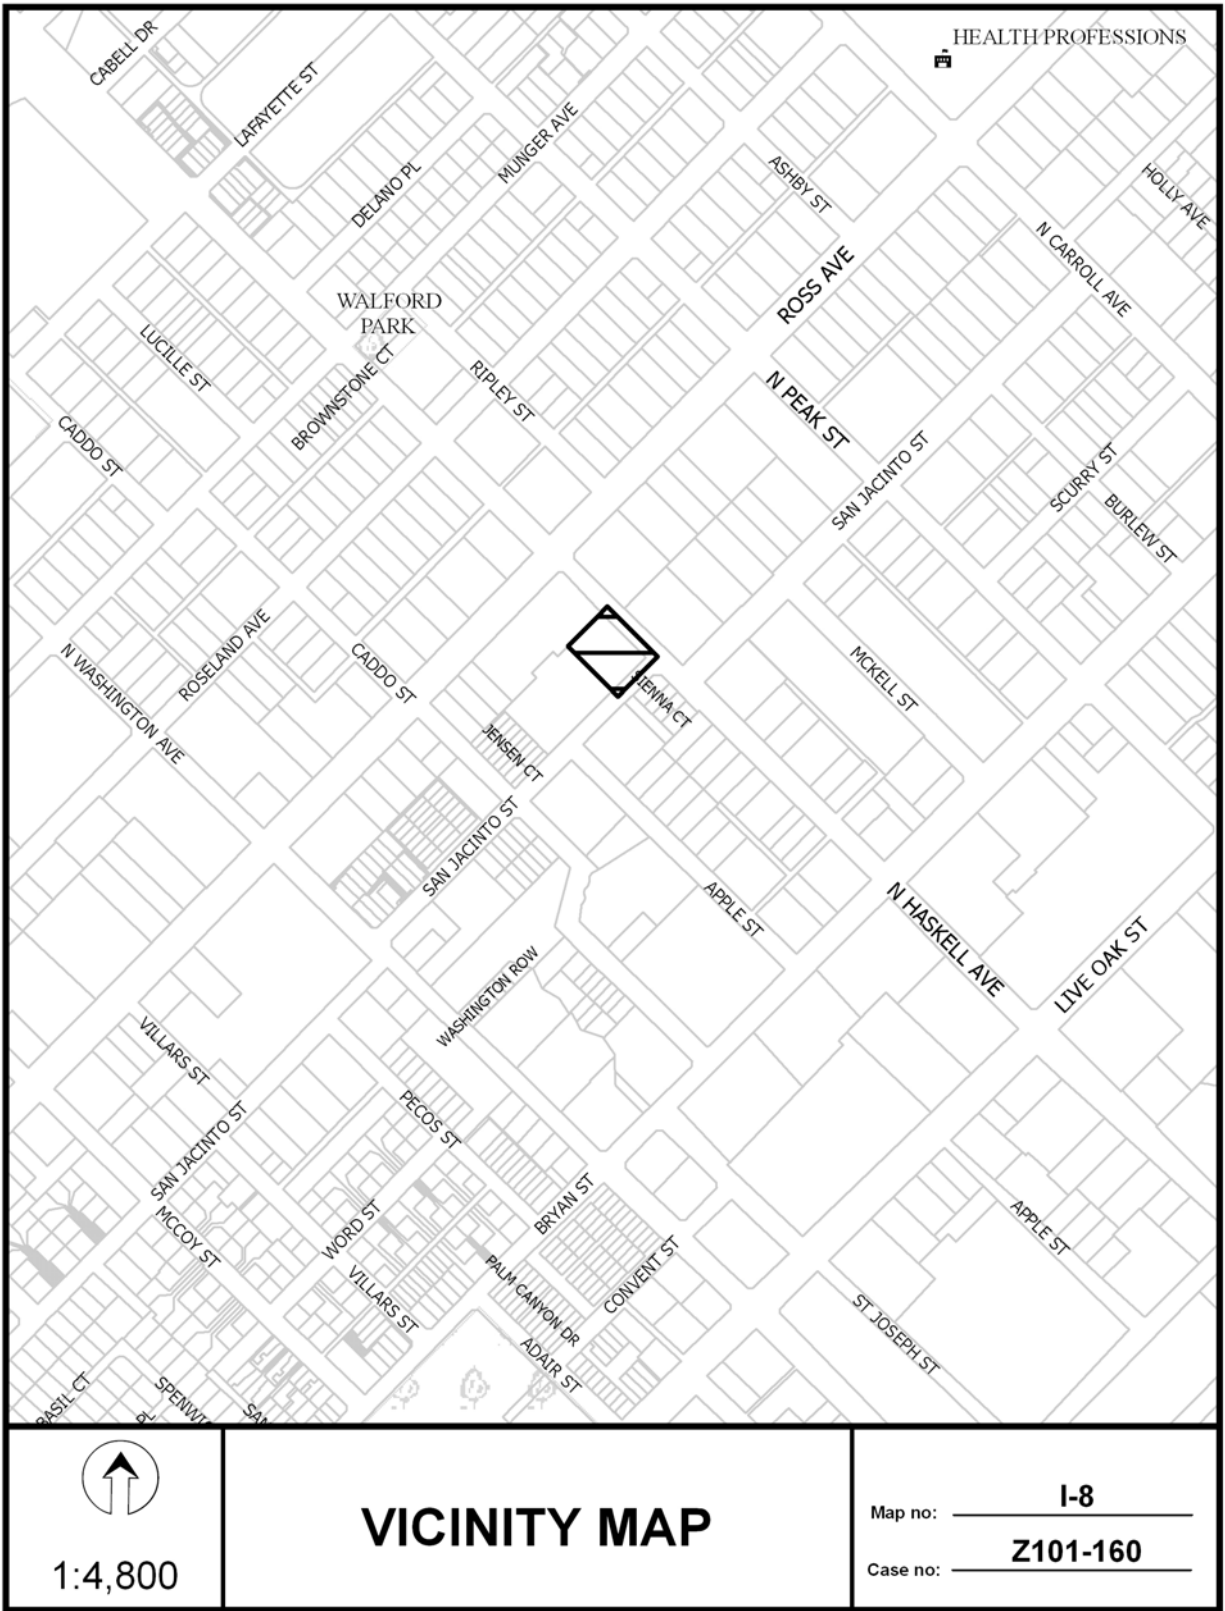 CABELL DR
HEALTH PROFESSIONS
LAFAYETTE ST
MUNGER AVE
DELANO PL
ASHBY ST
HOLLY AVE
N CARROLL AVE
ROSS AVE
WALFORD
PARK
LUCILLE ST
BROWNSTONE CT
RIPLEY ST
N PEAK ST
CADDO ST
SAN JACINTO ST
SCURRY ST
BURLEW ST
ROSELAND AVE
N WASHINGTON AVE
CADDO ST
MCKELL ST
SIENNA CT
JENSEN CT
SAN JACINTO ST
APPLE ST
N HASKELL AVE
LIVE OAK ST
WASHINGTON ROW
VILLARS ST
PECOS ST
SAN JACINTO ST
MCCOY ST
WORD ST
BRYAN ST
APPLE ST
VILLARS ST
PALM CANYON DR
CONVENT ST
ST JOSEPH ST
ADAIR ST
BASIL CT
PL
SPENWI
SAN
1:4,800
VICINITY MAP
Map no: I-8
Case no: Z101-160